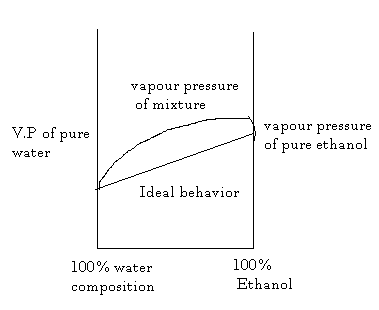 vapour pressure
of mixture
V.P of pure
water
vapour pressure
of pure ethanol
Ideal behavior
100% water
composition
100%
Ethanol